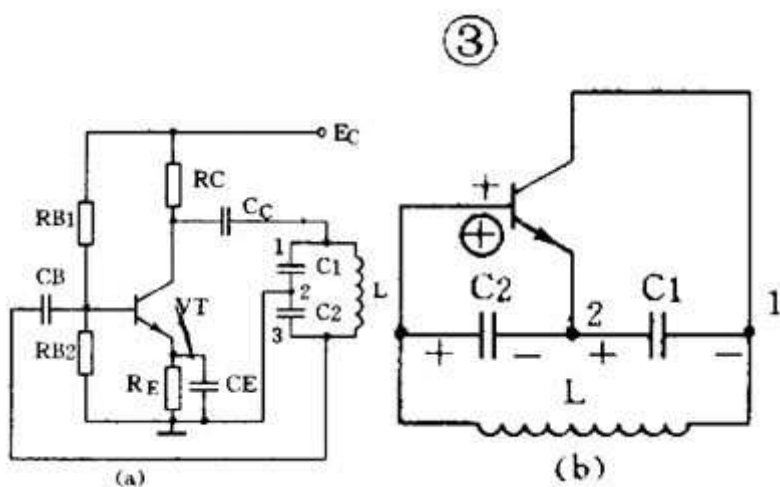 ③
EC
RC
CC
RB1
1
C1
CB
2
L
VT
C2
3
RB2
RE
CE
(a)
+
⊕
C2
2
C1
1
+ − + −
L
(b)